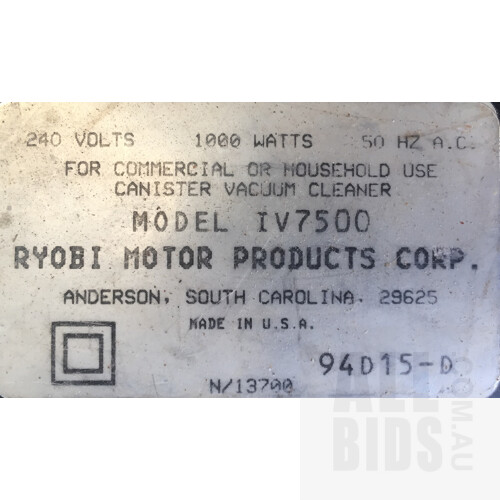 240 VOLTS 1000 WATTS 50 HZ A.C.
FOR COMMERCIAL OR HOUSEHOLD USE
CANISTER VACUUM CLEANER
MODEL IV7500
RYOBI MOTOR PRODUCTS CORP.
ANDERSON, SOUTH CAROLINA, 29625
MADE IN U.S.A.
94D15-D
N/13700
ALL BIDS
.COM.AU